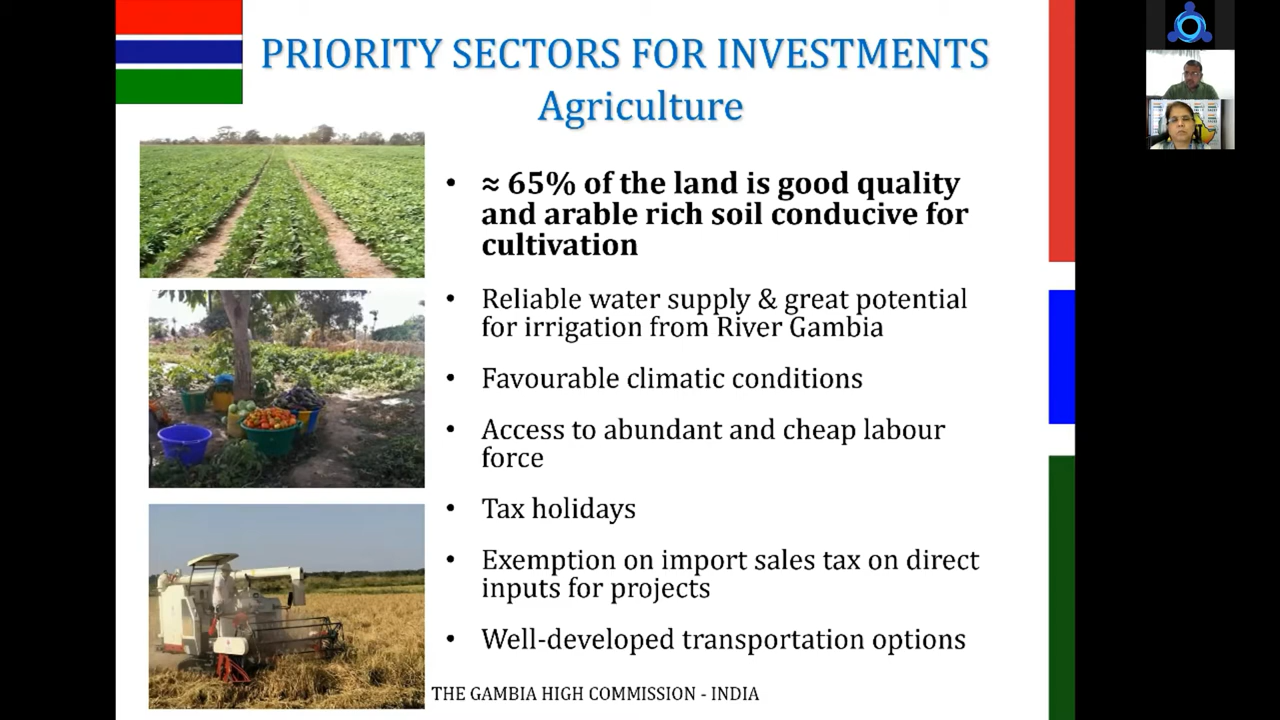 PRIORITY SECTORS FOR INVESTMENTS
Agriculture
• ≈ 65% of the land is good quality
and arable rich soil conducive for
cultivation
• Reliable water supply & great potential
for irrigation from River Gambia
• Favourable climatic conditions
• Access to abundant and cheap labour
force
• Tax holidays
• Exemption on import sales tax on direct
inputs for projects
• Well-developed transportation options
THE GAMBIA HIGH COMMISSION - INDIA